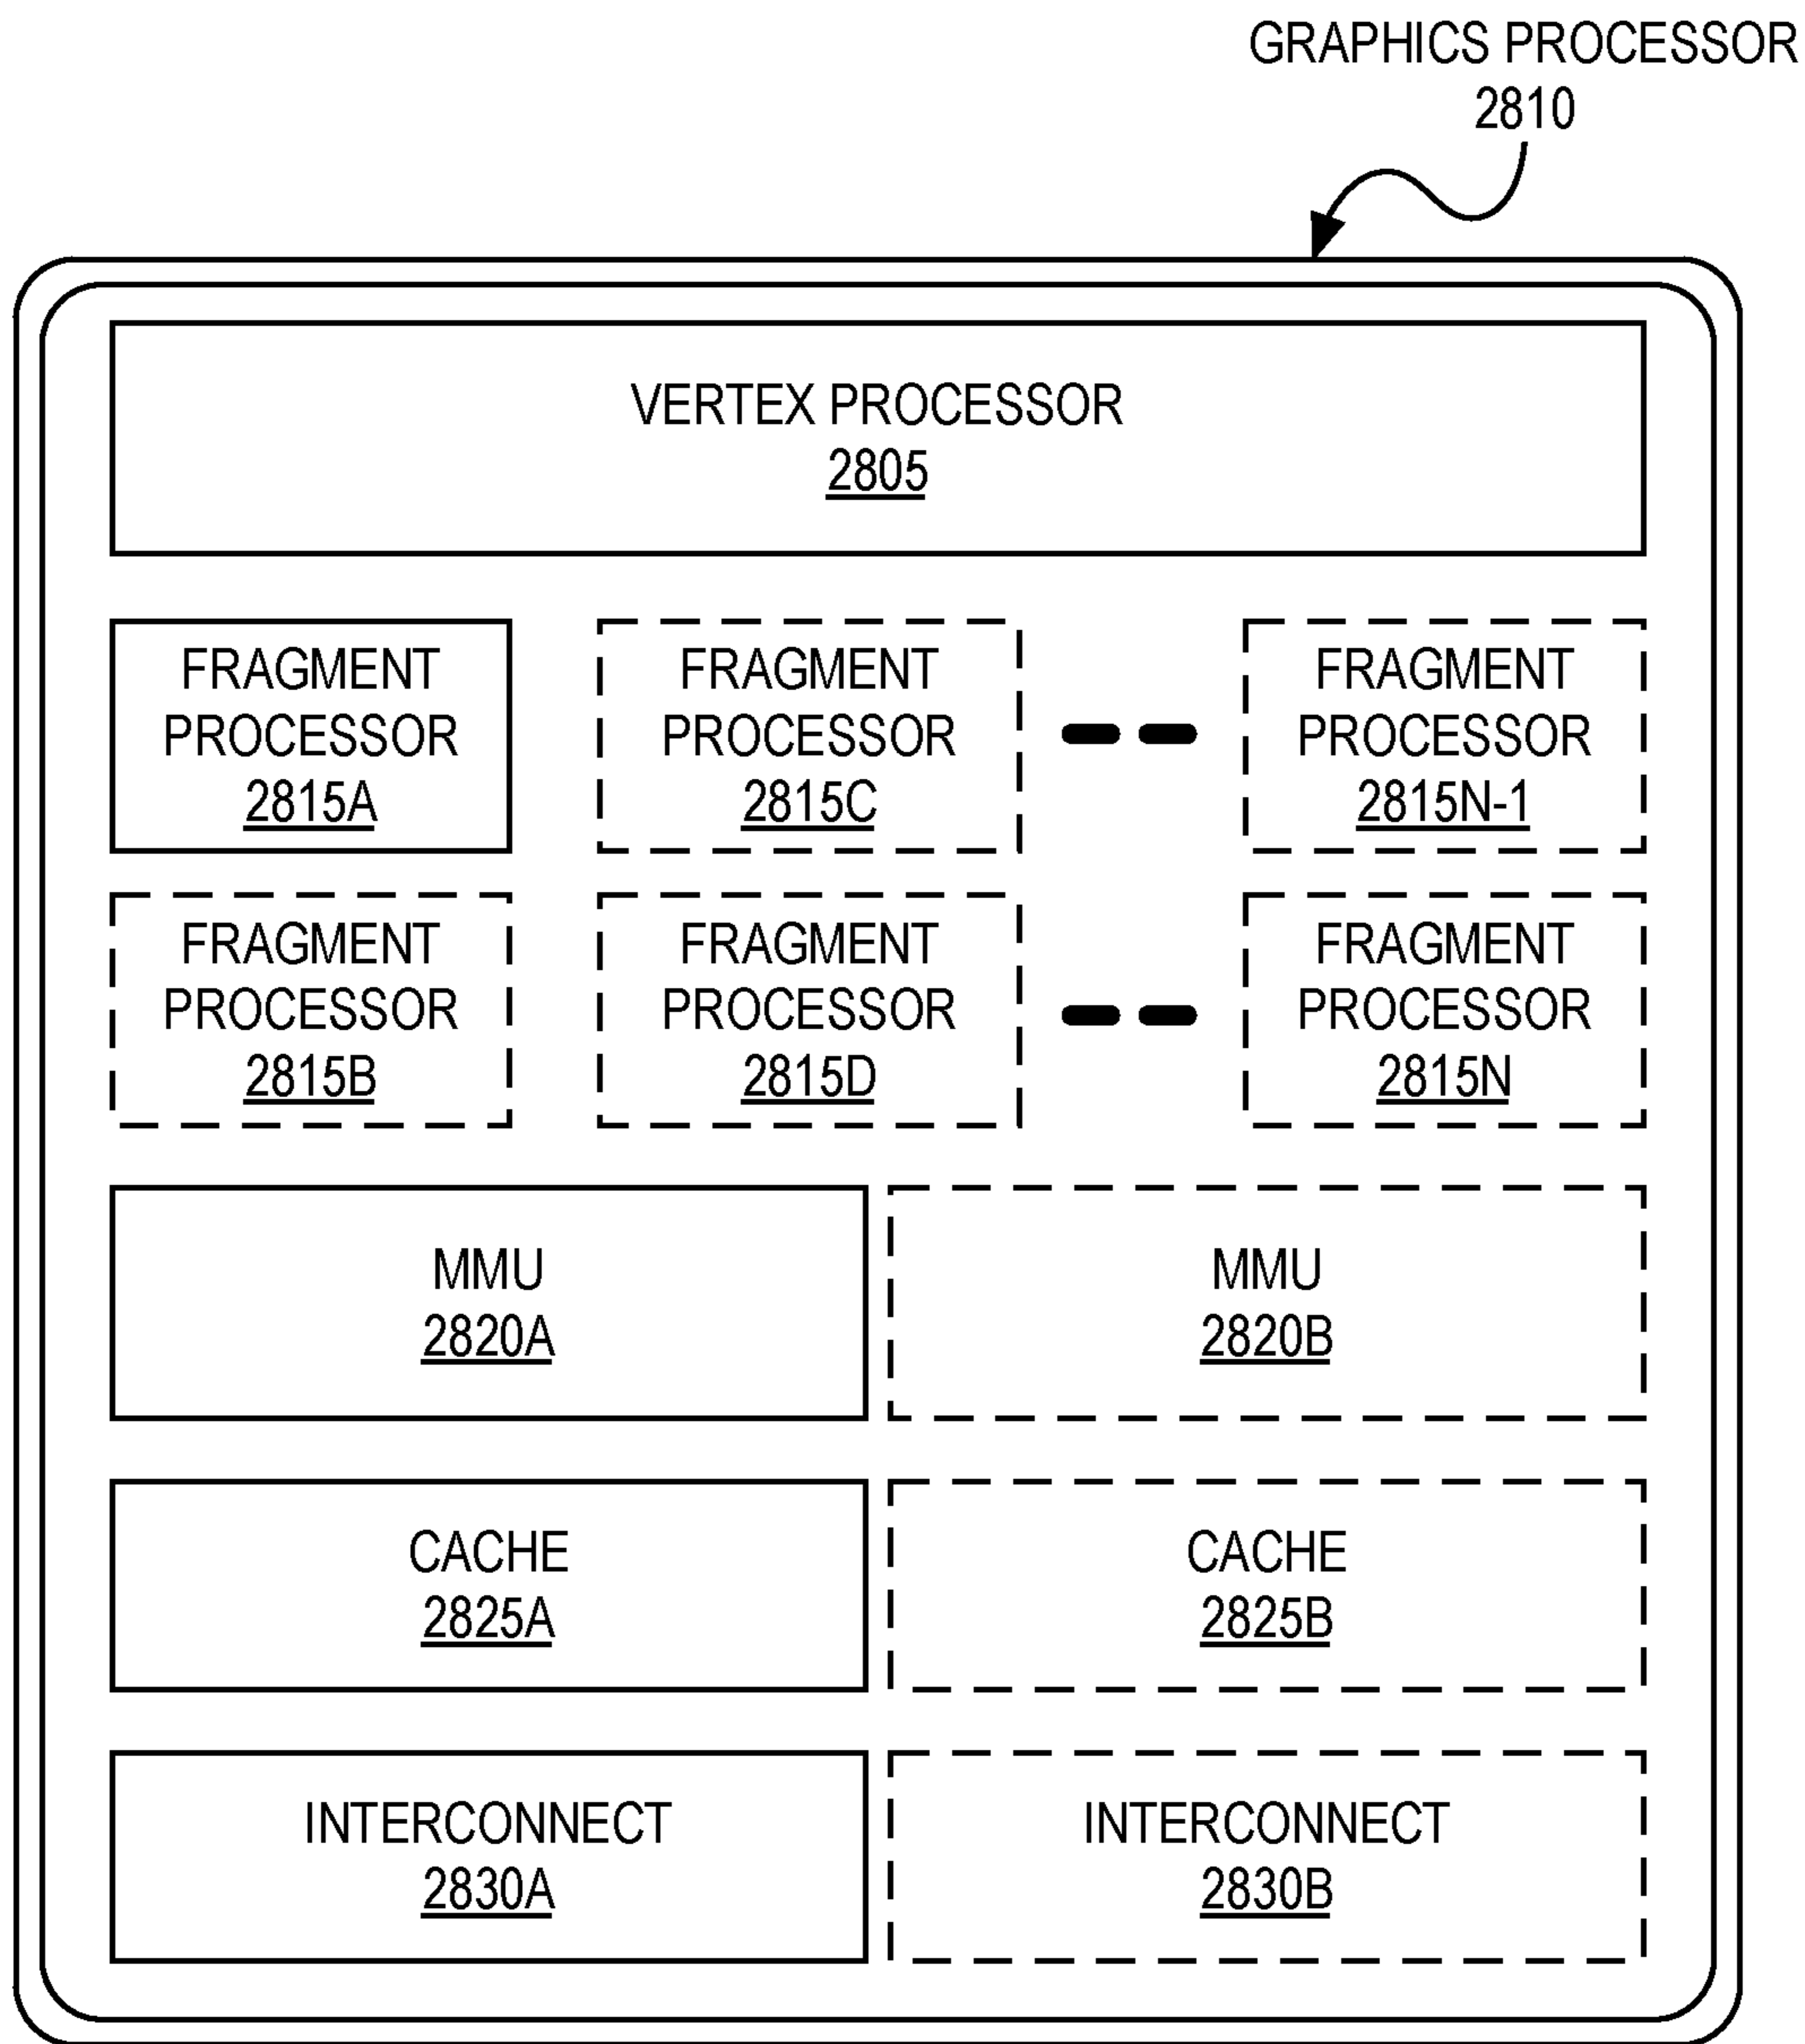 GRAPHICS PROCESSOR
2810
VERTEX PROCESSOR
2805
FRAGMENT
PROCESSOR
2815A
FRAGMENT
PROCESSOR
2815C
FRAGMENT
PROCESSOR
2815N-1
FRAGMENT
PROCESSOR
2815B
FRAGMENT
PROCESSOR
2815D
FRAGMENT
PROCESSOR
2815N
MMU
2820A
MMU
2820B
CACHE
2825A
CACHE
2825B
INTERCONNECT
2830A
INTERCONNECT
2830B